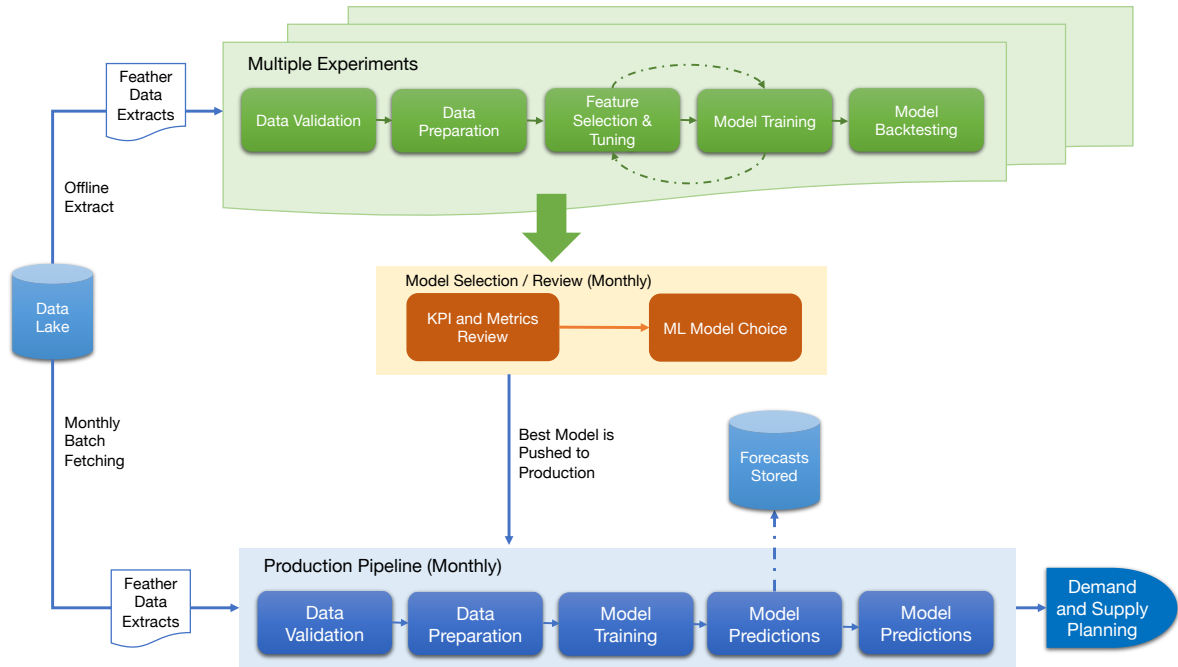 Multiple Experiments
Feather
Data
Extracts
Data Validation
Data
Preparation
Feature
Selection &
Tuning
Model Training
Model
Backtesting
Offline
Extract
Data
Lake
Model Selection / Review (Monthly)
KPI and Metrics
Review
ML Model Choice
Monthly
Batch
Fetching
Best Model is
Pushed to
Production
Forecasts
Stored
Production Pipeline (Monthly)
Feather
Data
Extracts
Data
Validation
Data
Preparation
Model
Training
Model
Predictions
Model
Predictions
Demand
and Supply
Planning